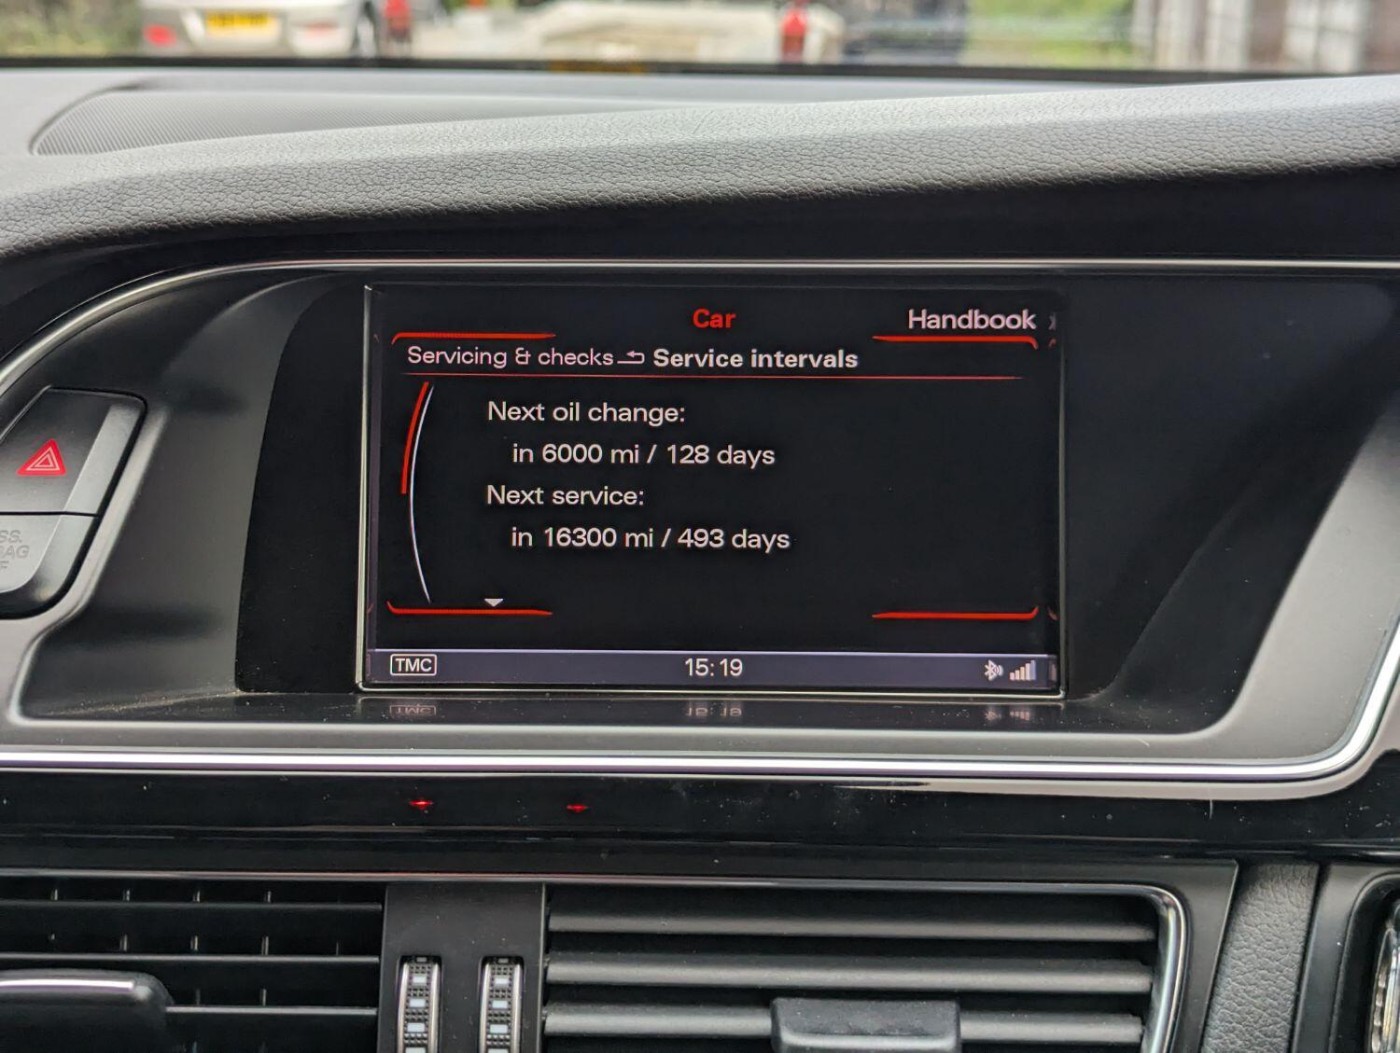 Car
Handbook
Servicing & checks Service intervals
Next oil change:
in 6000 mi / 128 days
Next service:
in 16300 mi / 493 days
TMC
15:19